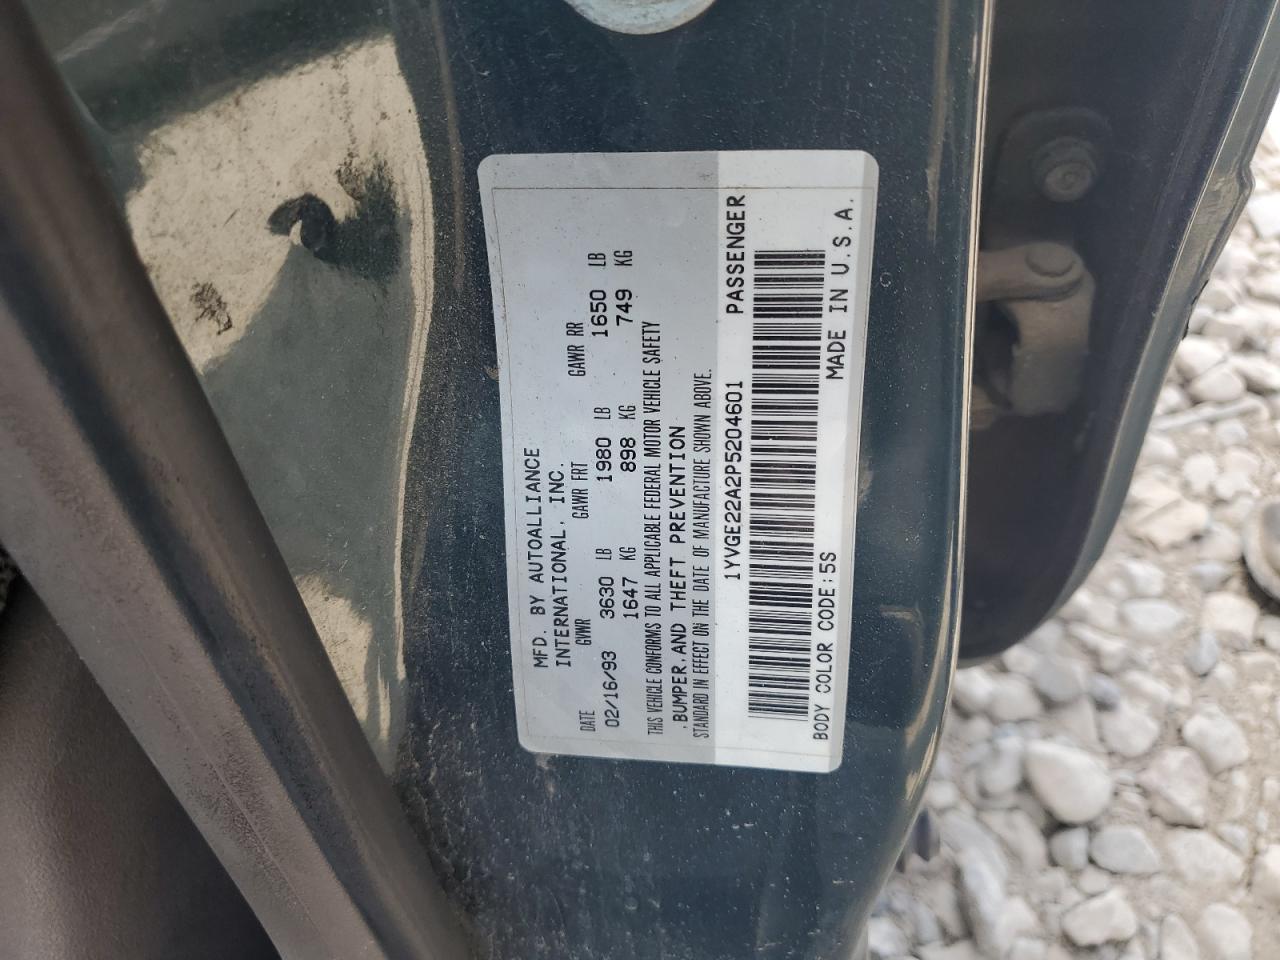 MFD. BY AUTOALLIANCE
INTERNATIONAL, INC.
DATE GVWR GAWR FRT GAWR RR
02/16/93 3630 LB 1980 LB 1650 LB
1647 KG 898 KG 749 KG
THIS VEHICLE CONFORMS TO ALL APPLICABLE FEDERAL MOTOR VEHICLE SAFETY
,BUMPER,AND THEFT PREVENTION
STANDARD IN EFFECT ON THE DATE OF MANUFACTURE SHOWN ABOVE.
1YVGE22A2P5204601 PASSENGER
BODY COLOR CODE:5S MADE IN U.S.A.